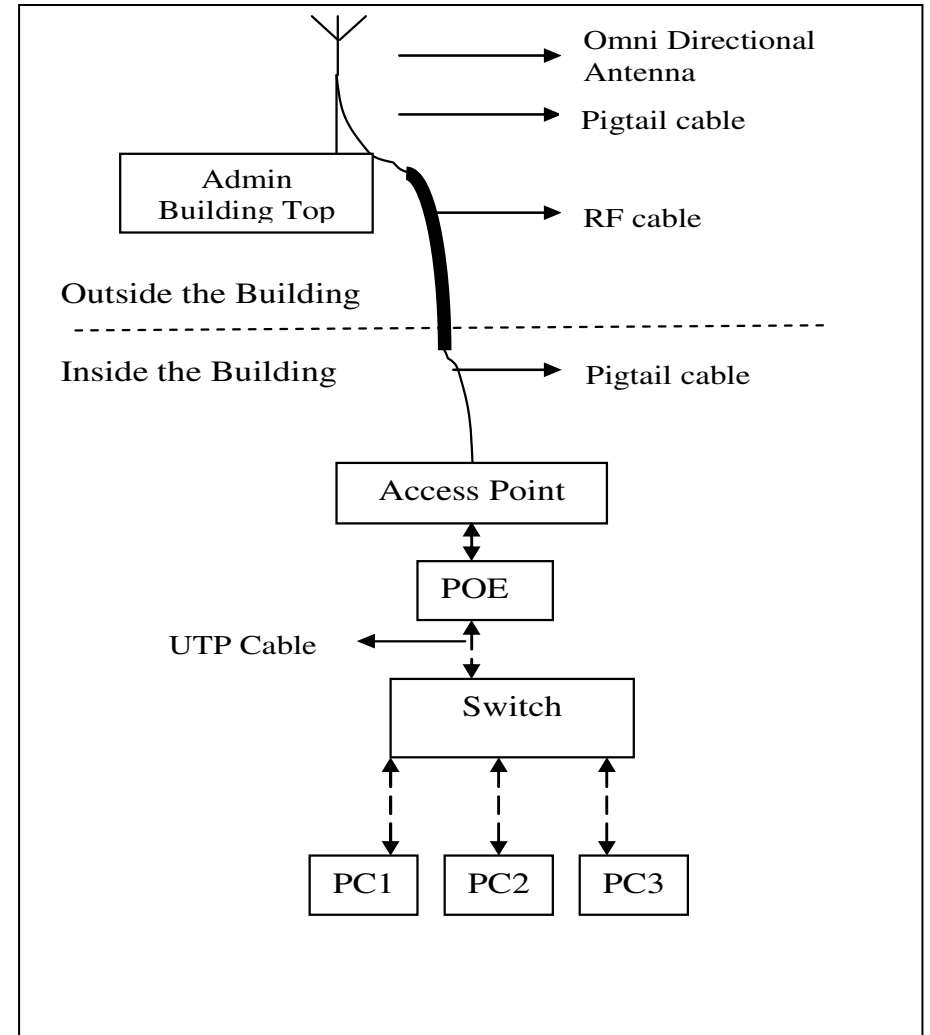 Omni Directional
Antenna
Pigtail cable
Admin
Building Top
RF cable
Outside the Building
Inside the Building
Pigtail cable
Access Point
POE
UTP Cable
Switch
PC1
PC2
PC3